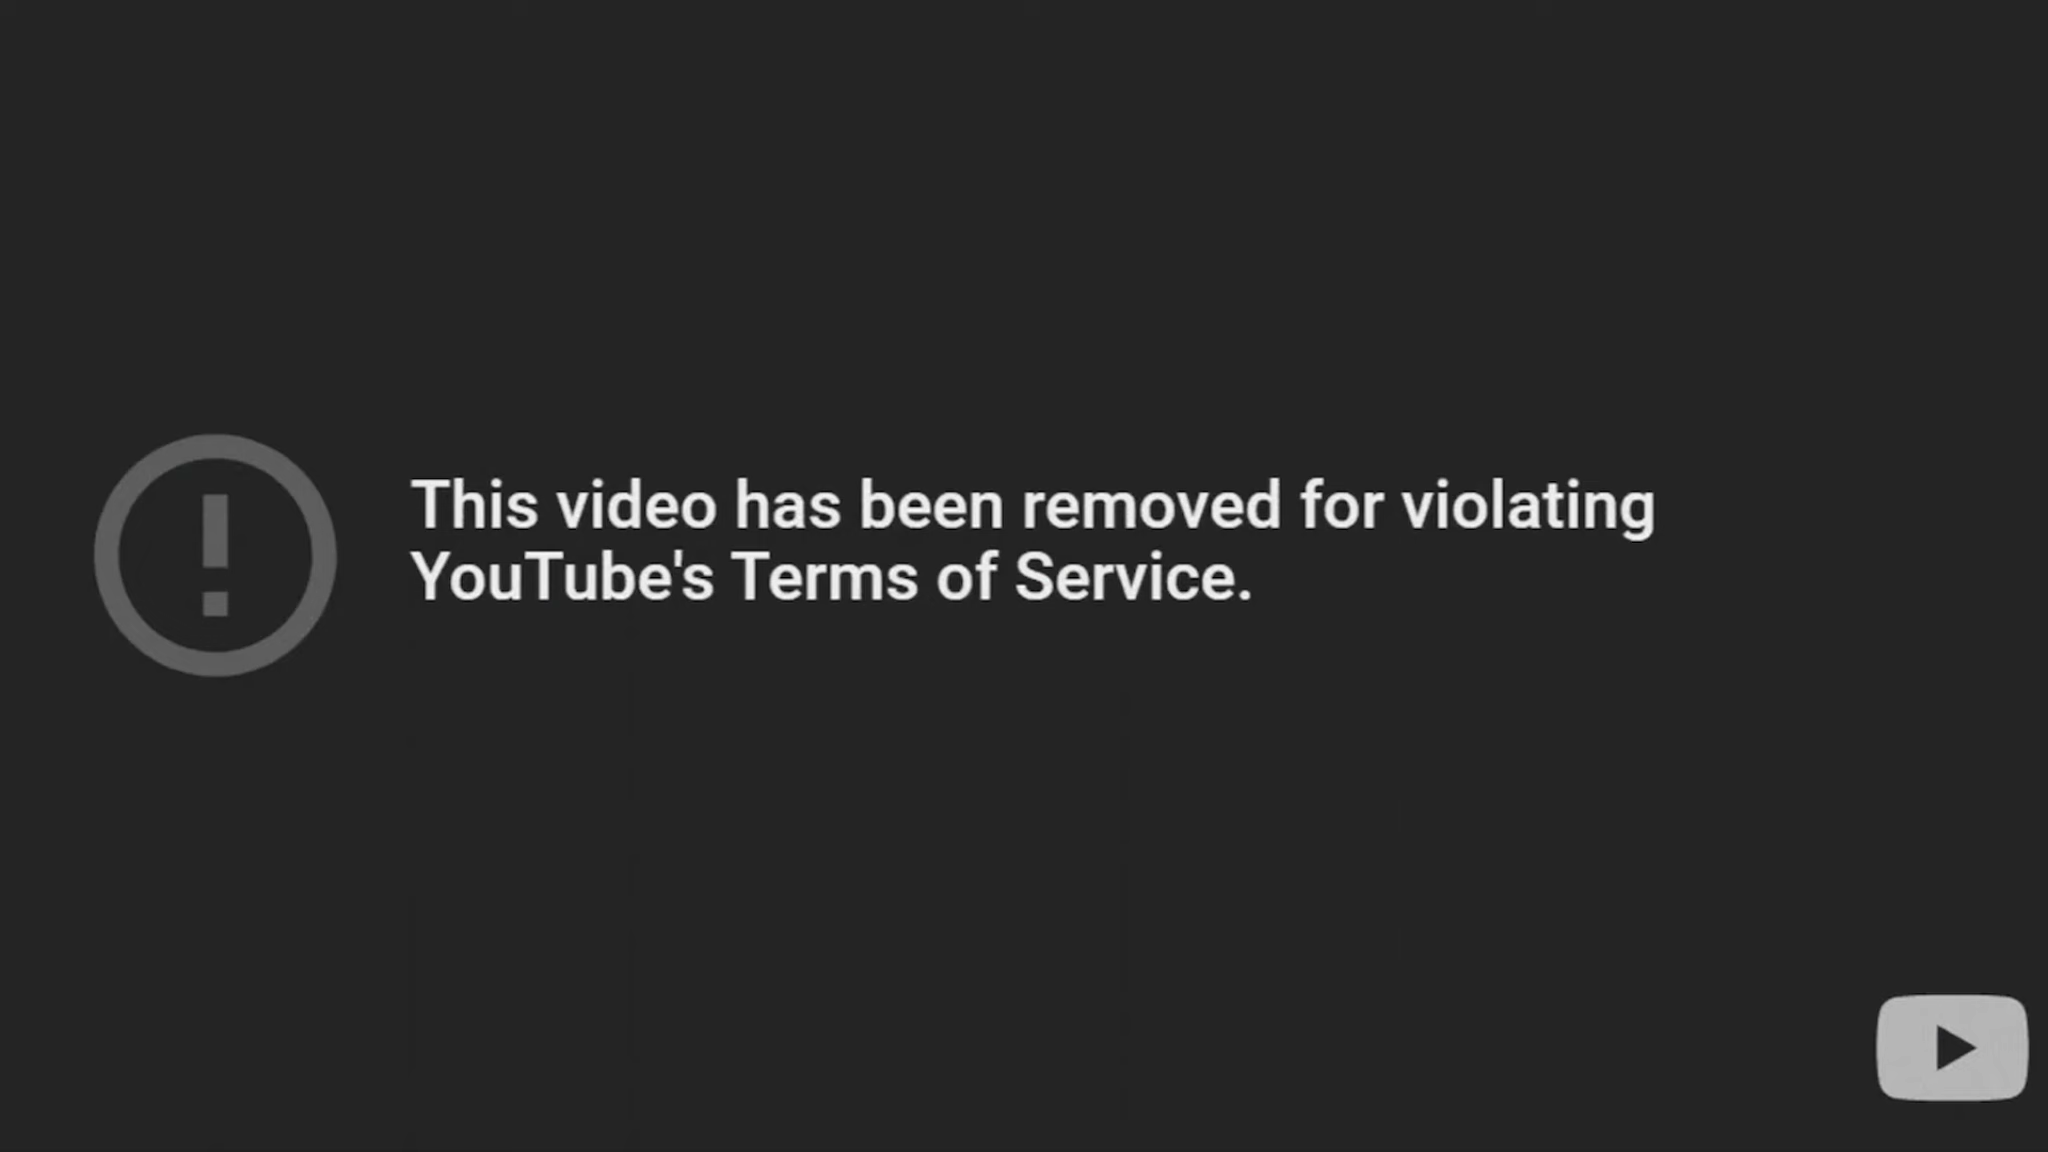 This video has been removed for violating
YouTube's Terms of Service.